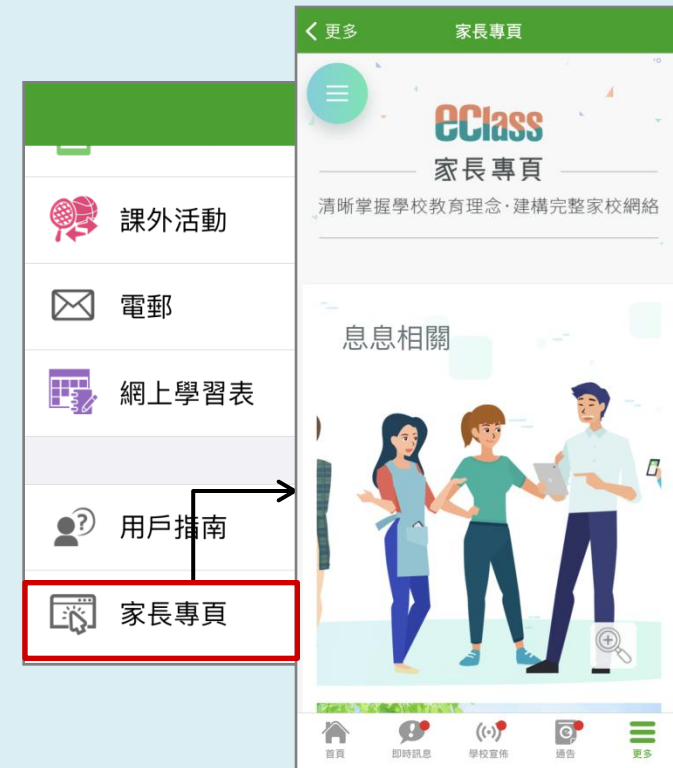 課外活動
電郵
網上學習表
用戶指南
家長專頁
更多
家長專頁
eClass
家長專頁
清晰掌握學校教育理念·建構完整家校網絡
息息相關
首頁
即時訊息
學校宣佈
通告
更多